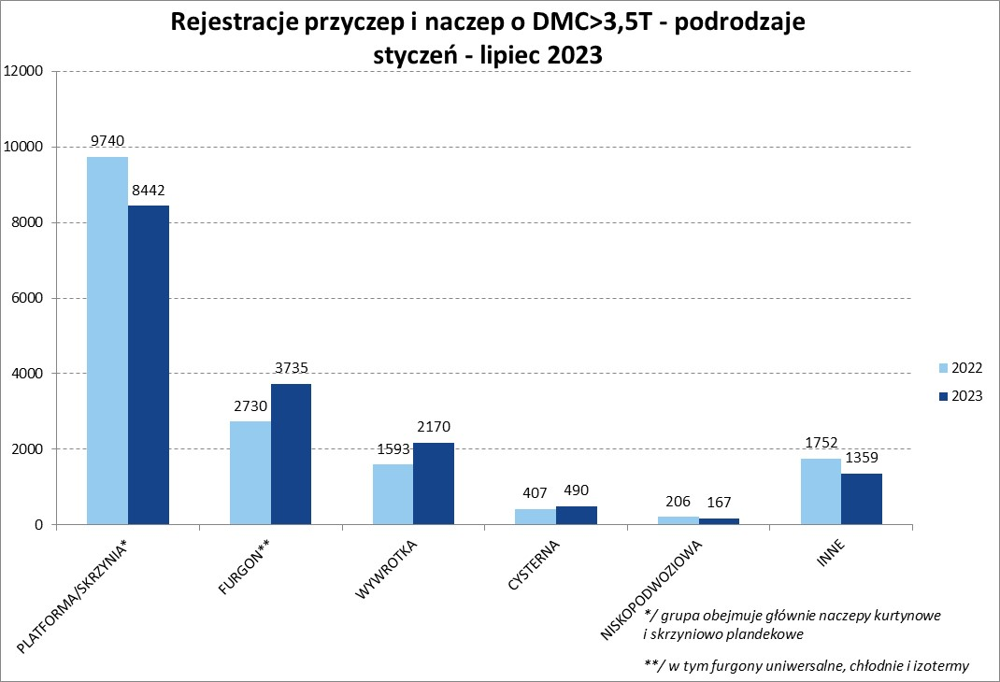 Rejestracje przyczep i naczep o DMC>3,5T - podrodzaje
styczeń - lipiec 2023
12000
10000
8000
6000
4000
2000
0
9740
8442
2730
3735
1593
2170
407
490
206
167
1752
1359
2022
2023
PLATFORMA/SKRZYNIA*
FURGON**
WYWROTKA
CYSTERNA
NISKOPODWOZIOWA
INNE
*/ grupa obejmuje głównie naczepy kurtynowe
i skrzyniowo plandekowe
**/ w tym furgony uniwersalne, chłodnie i izotermy